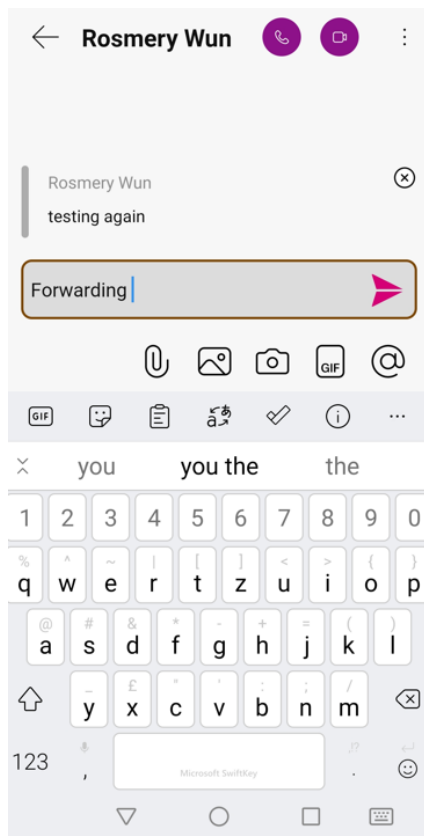 Rosmery Wun
Rosmery Wun
testing again
Forwarding
GIF
GIF
you you the the
1 2 3 4 5 6 7 8 9 0
% ^ ~ | [ ] < > { }
q w e r t z u i o p
@ # & * - + = ( )
a s d f g h j k l
_ £ " ' : ; /
y x c v b n m
123 , Microsoft SwiftKey . ,!?